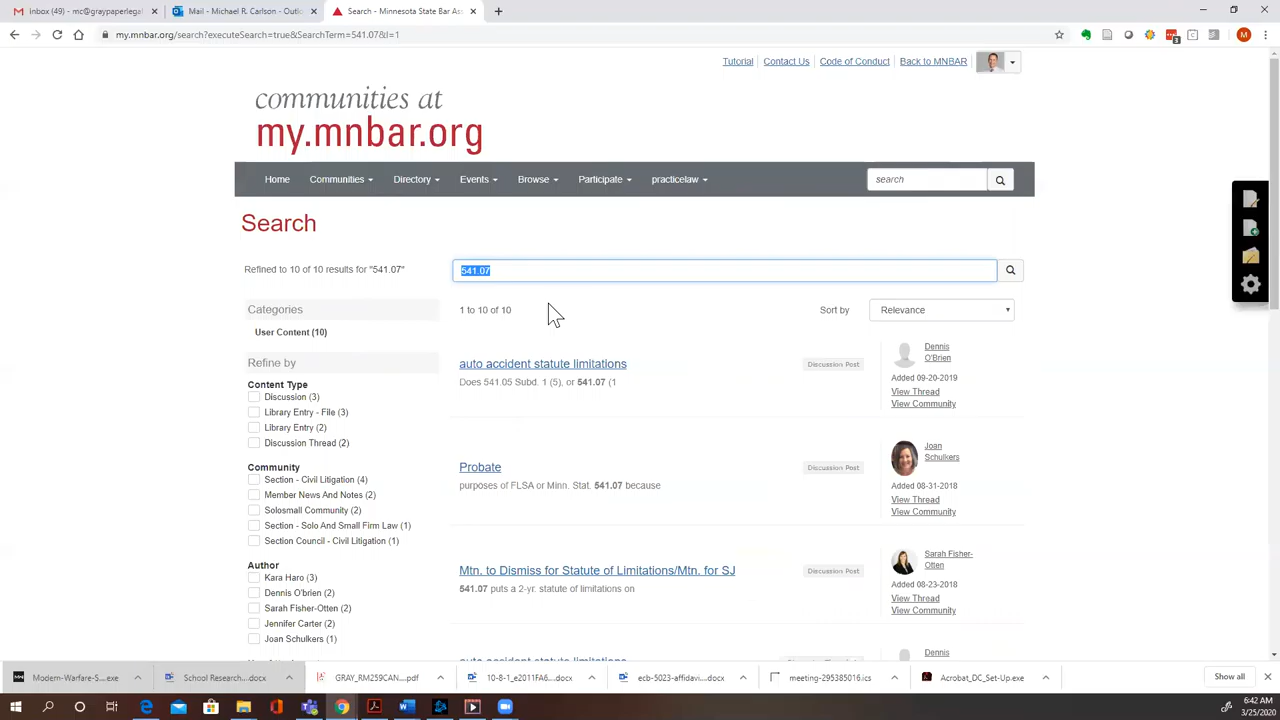 Inbox (49) - mc@graypaperlegal
Mail - Michael R. Carlson - Outlo
Search - Minnesota State Bar Ass
my.mnbar.org/search?executeSearch=true&SearchTerm=541.07&l=1
M
3
Tutorial Contact Us Code of Conduct Back to MNBAR
communities at
my.mnbar.org
Home Communities Directory Events Browse Participate practicelaw search
Search
Refined to 10 of 10 results for "541.07"
541.07
Categories
User Content (10)
1 to 10 of 10
Sort by Relevance
Refine by
Content Type
Discussion (3)
Library Entry - File (3)
Library Entry (2)
Discussion Thread (2)
Community
Section - Civil Litigation (4)
Member News And Notes (2)
Solosmall Community (2)
Section - Solo And Small Firm Law (1)
Section Council - Civil Litigation (1)
Author
Kara Haro (3)
Dennis O'brien (2)
Sarah Fisher-Otten (2)
Jennifer Carter (2)
Joan Schulkers (1)
auto accident statute limitations
Does 541.05 Subd. 1 (5), or 541.07 (1
Discussion Post
Dennis
O'Brien
Added 09-20-2019
View Thread
View Community
Probate
purposes of FLSA or Minn. Stat. 541.07 because
Discussion Post
Joan
Schulkers
Added 08-31-2018
View Thread
View Community
Mtn. to Dismiss for Statute of Limitations/Mtn. for SJ
541.07 puts a 2-yr. statute of limitations on
Discussion Post
Sarah Fisher-
Otten
Added 08-23-2018
View Thread
View Community
auto accident statute limitations
Dennis
Modern-Warfare-S....exe
School Research....docx
GRAY_RM259CAN....pdf
10-8-1_e2011FA6....docx
ecb-5023-affidavi....docx
meeting-295385016.ics
Acrobat_DC_Set-Up.exe
Show all
6:42 AM
3/25/2020